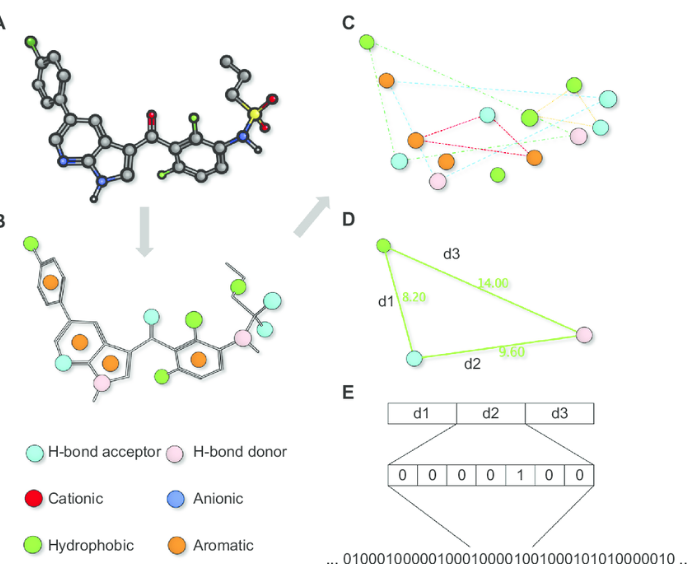 A
C
B
D
d3
14.00
d1
8.20
9.60
d2
E
d1 d2 d3
0 0 0 0 1 0 0
H-bond acceptor H-bond donor
Cationic Anionic
Hydrophobic Aromatic
... 0100010000010001000010010001010100000010 ..